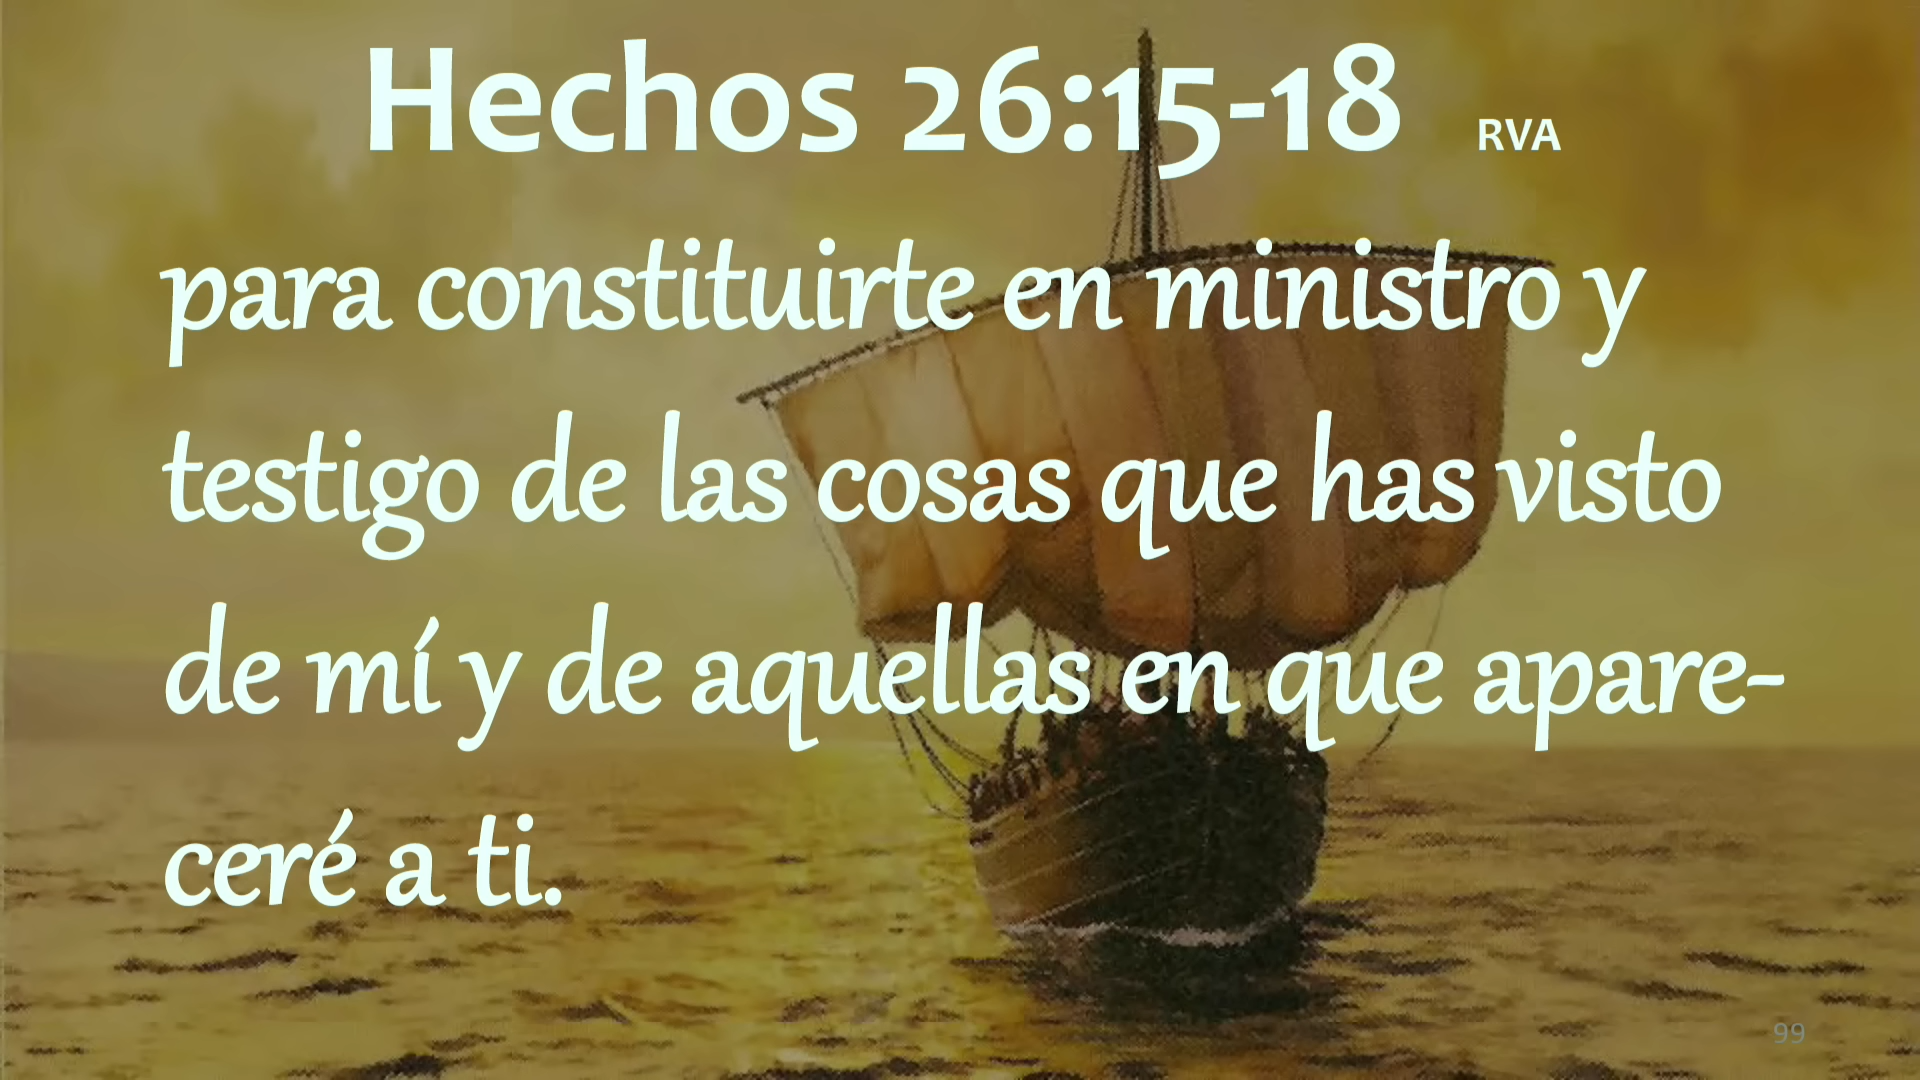 Hechos 26:15-18 RVA
para constituirte en ministro y
testigo de las cosas que has visto
de mí y de aquellas en que apare-
ceré a ti.
99